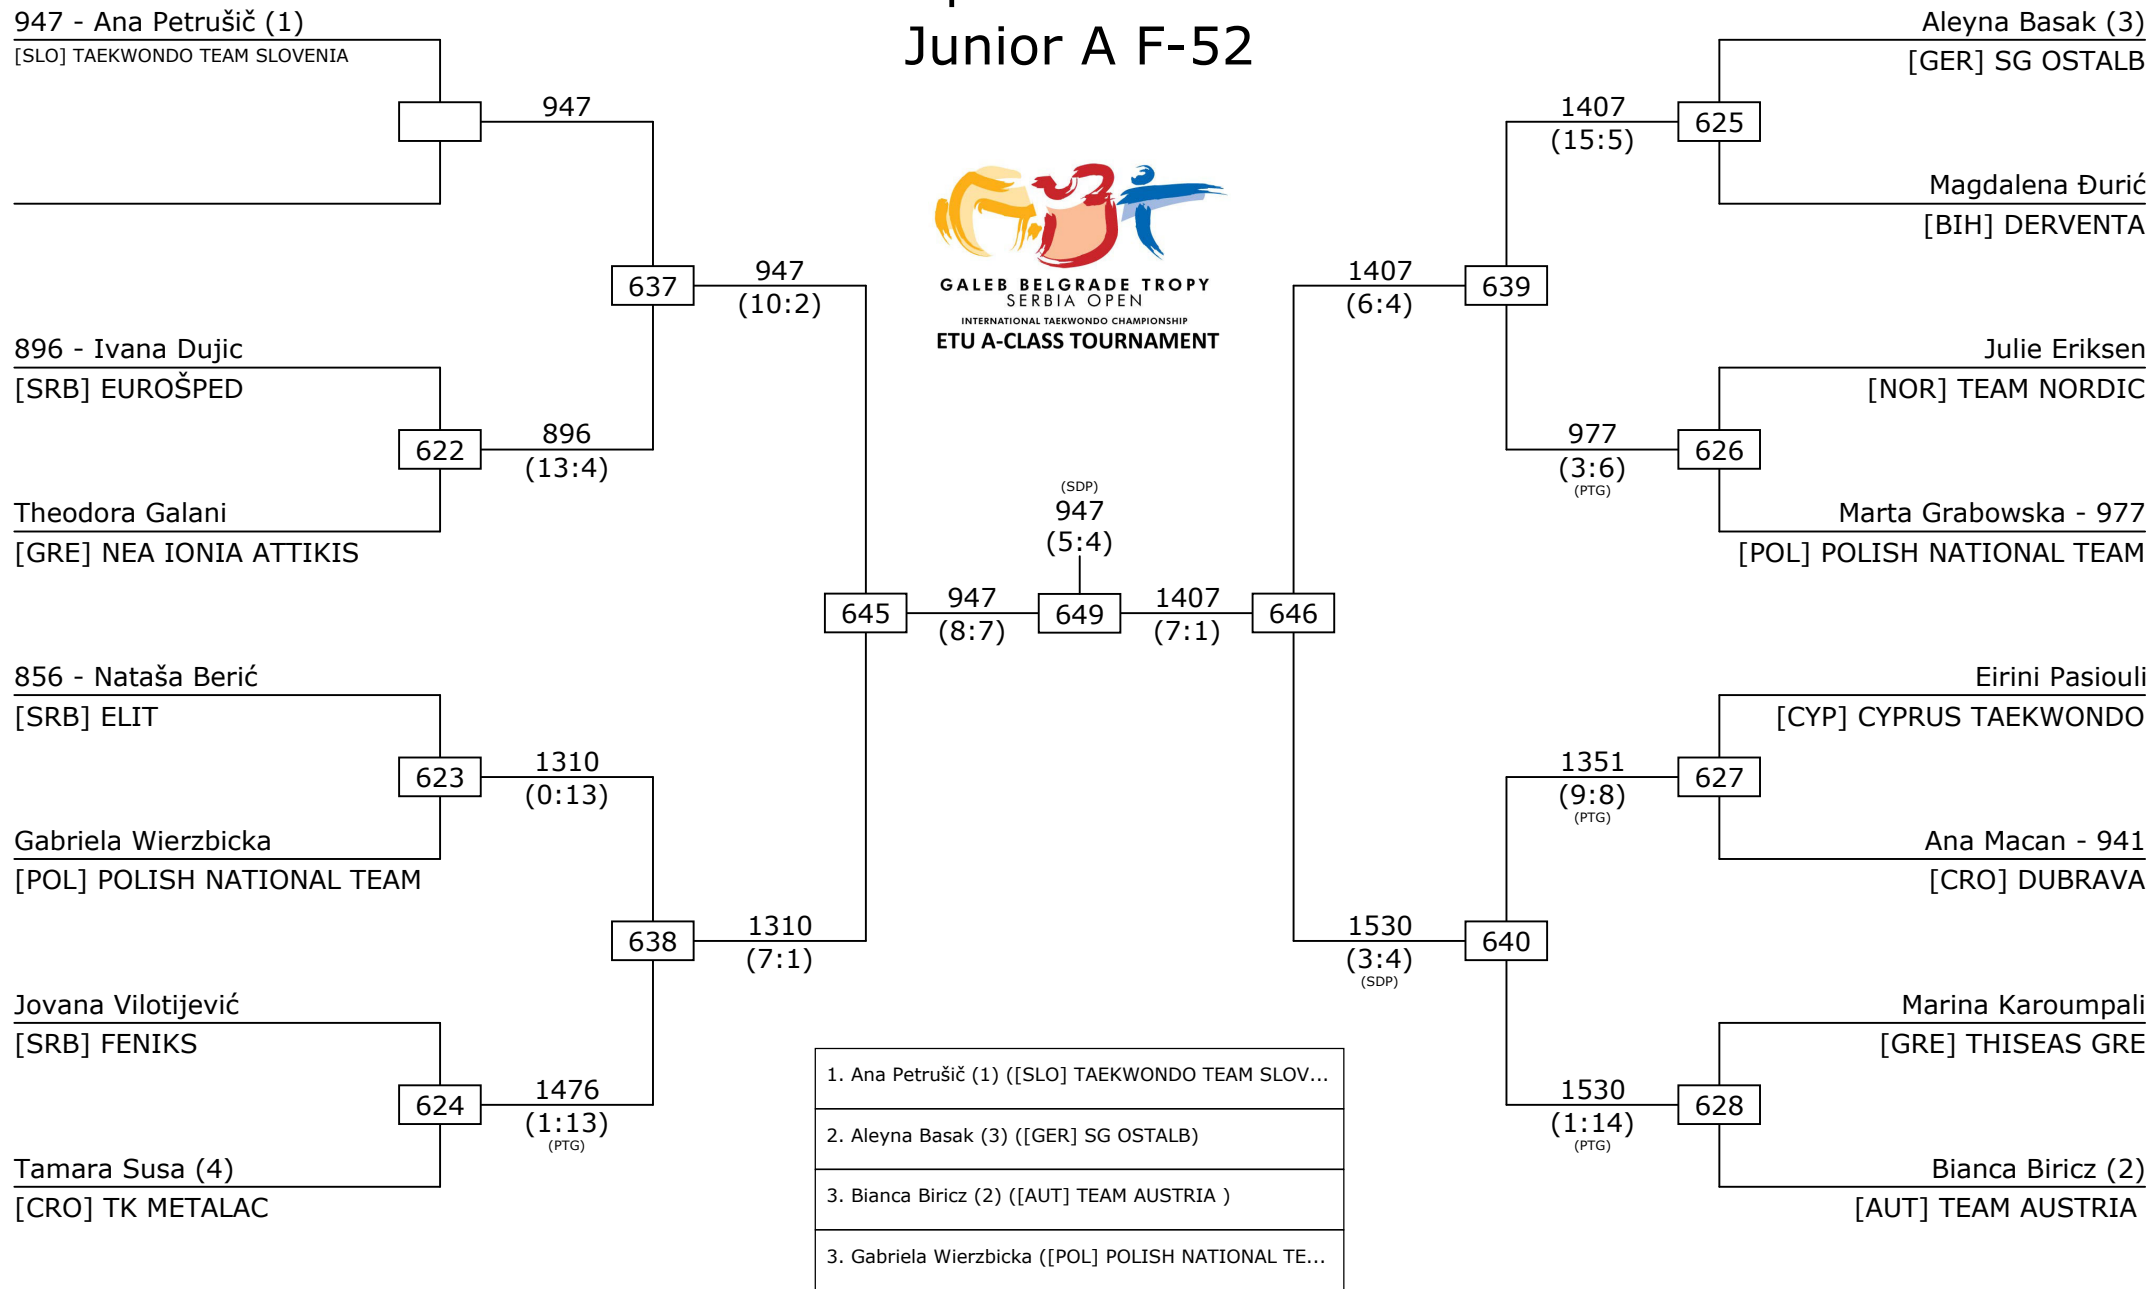 Junior A F-52
947 - Ana Petrušič (1)
[SLO] TAEKWONDO TEAM SLOVENIA
947
896 - Ivana Dujic
[SRB] EUROŠPED
637
947
(10:2)
622
896
(13:4)
Theodora Galani
[GRE] NEA IONIA ATTIKIS
856 - Nataša Berić
[SRB] ELIT
623
1310
(0:13)
Gabriela Wierzbicka
[POL] POLISH NATIONAL TEAM
638
1310
(7:1)
Jovana Vilotijević
[SRB] FENIKS
624
1476
(1:13)
(PTG)
Tamara Susa (4)
[CRO] TK METALAC
GALEB BELGRADE TROPY
SERBIA OPEN
INTERNATIONAL TAEKWONDO CHAMPIONSHIP
ETU A-CLASS TOURNAMENT
(SDP)
947
(5:4)
645
947
(8:7)
649
1407
(7:1)
646
Aleyna Basak (3)
[GER] SG OSTALB
1407
(15:5)
625
Magdalena Đurić
[BIH] DERVENTA
1407
(6:4)
639
Julie Eriksen
[NOR] TEAM NORDIC
977
(3:6)
(PTG)
626
Marta Grabowska - 977
[POL] POLISH NATIONAL TEAM
Eirini Pasiouli
[CYP] CYPRUS TAEKWONDO
1351
(9:8)
(PTG)
627
Ana Macan - 941
[CRO] DUBRAVA
1530
(3:4)
(SDP)
640
Marina Karoumpali
[GRE] THISEAS GRE
1530
(1:14)
(PTG)
628
Bianca Biricz (2)
[AUT] TEAM AUSTRIA
1. Ana Petrušič (1) ([SLO] TAEKWONDO TEAM SLOV...
2. Aleyna Basak (3) ([GER] SG OSTALB)
3. Bianca Biricz (2) ([AUT] TEAM AUSTRIA )
3. Gabriela Wierzbicka ([POL] POLISH NATIONAL TE...